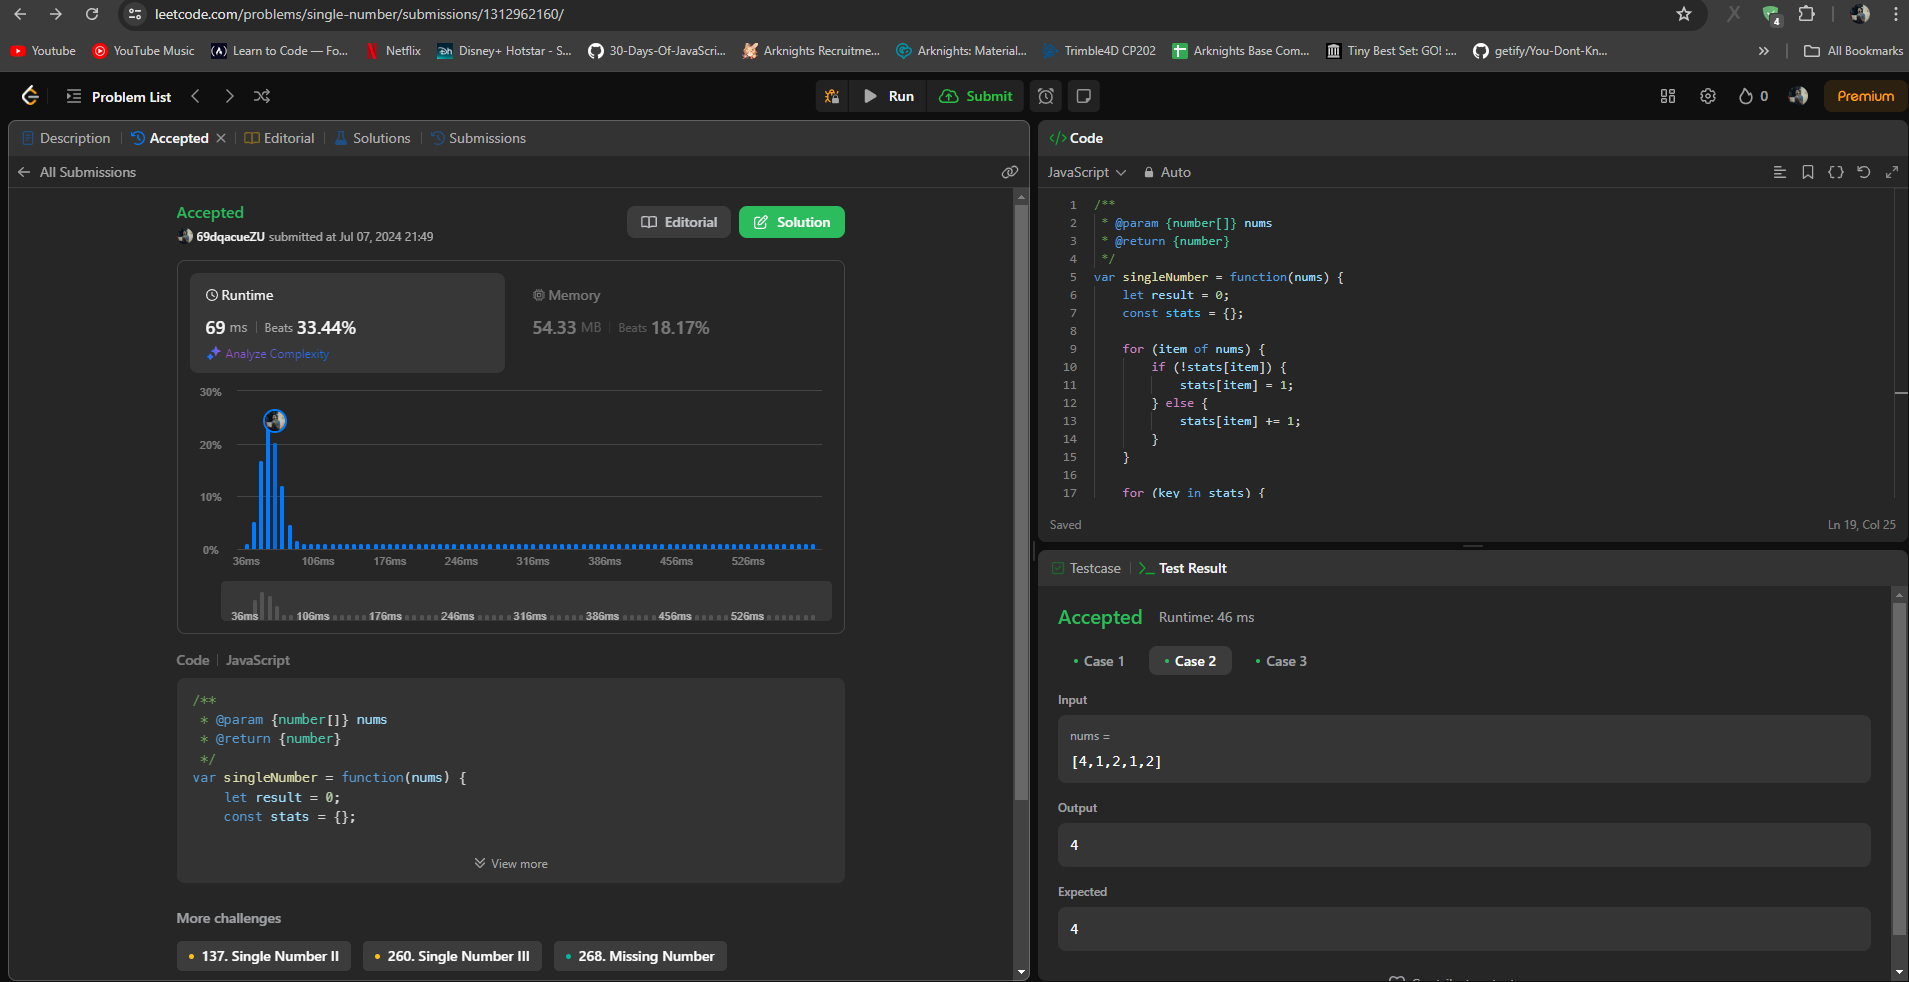 leetcode.com/problems/single-number/submissions/1312962160/
4
Youtube YouTube Music Learn to Code — Fo... Netflix Disney+ Hotstar - S... 30-Days-Of-JavaScri... Arknights Recruitme... Arknights: Material... Trimble4D CP202 Arknights Base Com... Tiny Best Set: GO! :... getify/You-Dont-Kn... » All Bookmarks
Problem List Run Submit 0 Premium
Description Accepted Editorial Solutions Submissions
All Submissions
Accepted
69dqacueZU submitted at Jul 07, 2024 21:49
Editorial Solution
Runtime
69 ms Beats 33.44%
Analyze Complexity
Memory
54.33 MB Beats 18.17%
30%
20%
10%
0%
36ms 106ms 176ms 246ms 316ms 386ms 456ms 526ms
36ms 106ms 176ms 246ms 316ms 386ms 456ms 526ms
Code JavaScript
/**
 * @param {number[]} nums
 * @return {number}
 */
var singleNumber = function(nums) {
    let result = 0;
    const stats = {};
View more
More challenges
137. Single Number II 260. Single Number III 268. Missing Number
</> Code
JavaScript Auto
1 /**
2  * @param {number[]} nums
3  * @return {number}
4  */
5 var singleNumber = function(nums) {
6     let result = 0;
7     const stats = {};
8
9     for (item of nums) {
10         if (!stats[item]) {
11             stats[item] = 1;
12         } else {
13             stats[item] += 1;
14         }
15     }
16
17     for (key in stats) {
Saved Ln 19, Col 25
Testcase Test Result
Accepted Runtime: 46 ms
Case 1 Case 2 Case 3
Input
nums =
[4,1,2,1,2]
Output
4
Expected
4